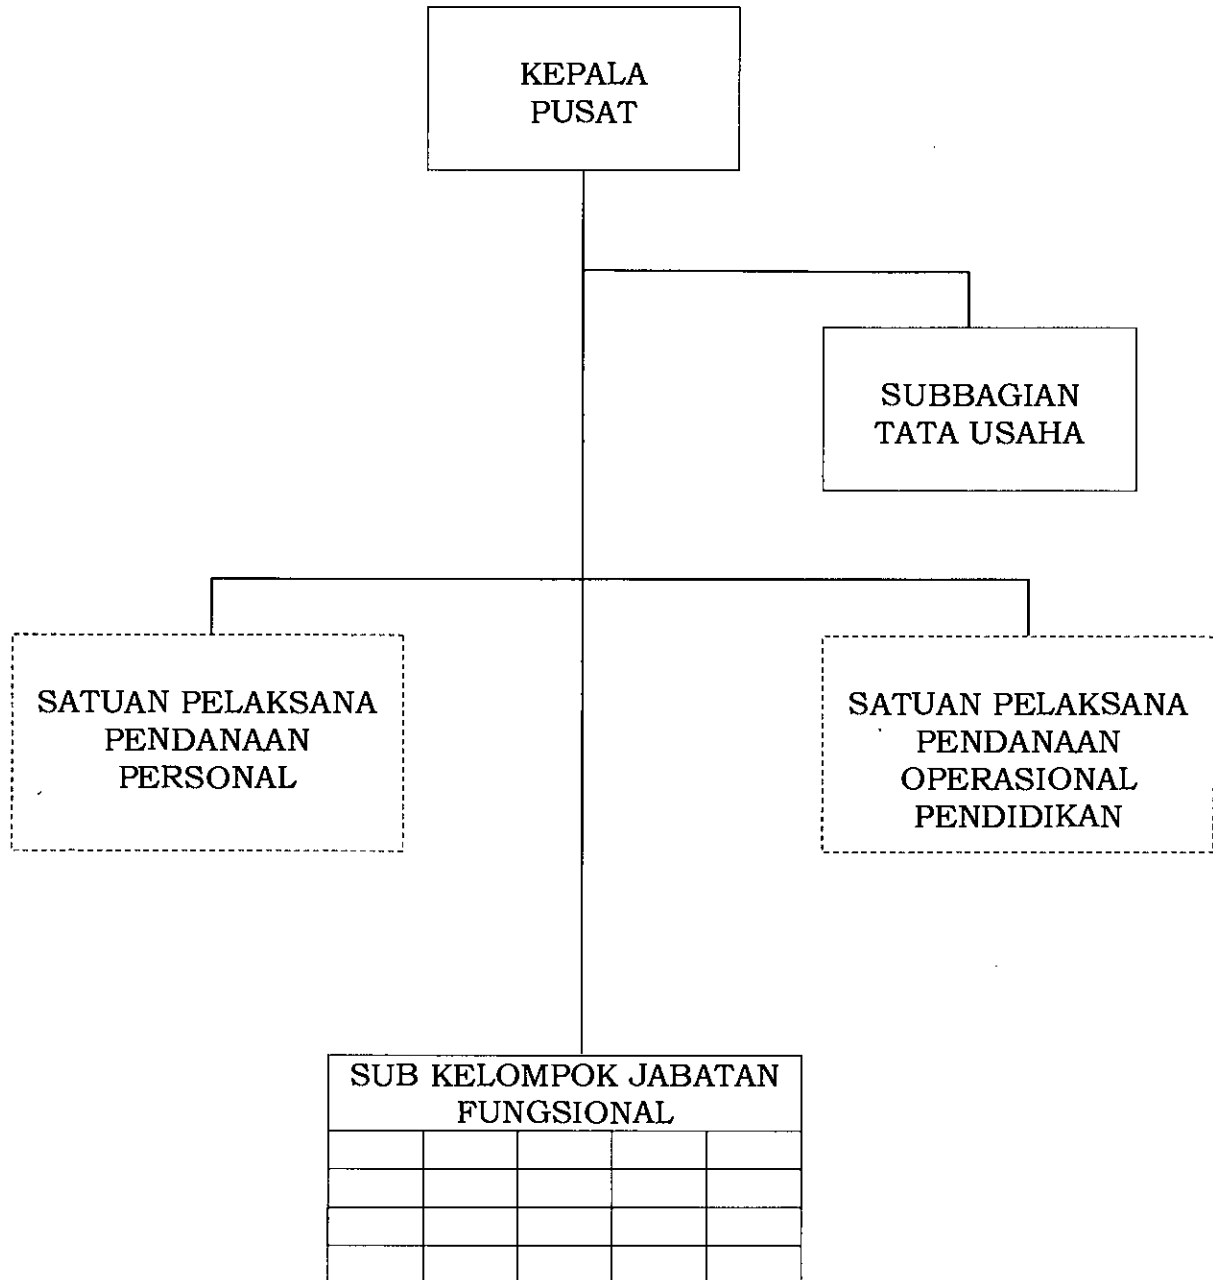 KEPALA
PUSAT
SUBBAGIAN
TATA USAHA
SATUAN PELAKSANA
PENDANAAN
PERSONAL
SATUAN PELAKSANA
PENDANAAN
OPERASIONAL
PENDIDIKAN
SUB KELOMPOK JABATAN
FUNGSIONAL